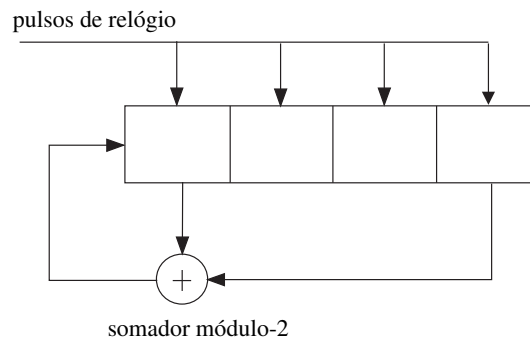 pulsos de relógio
+
somador módulo-2